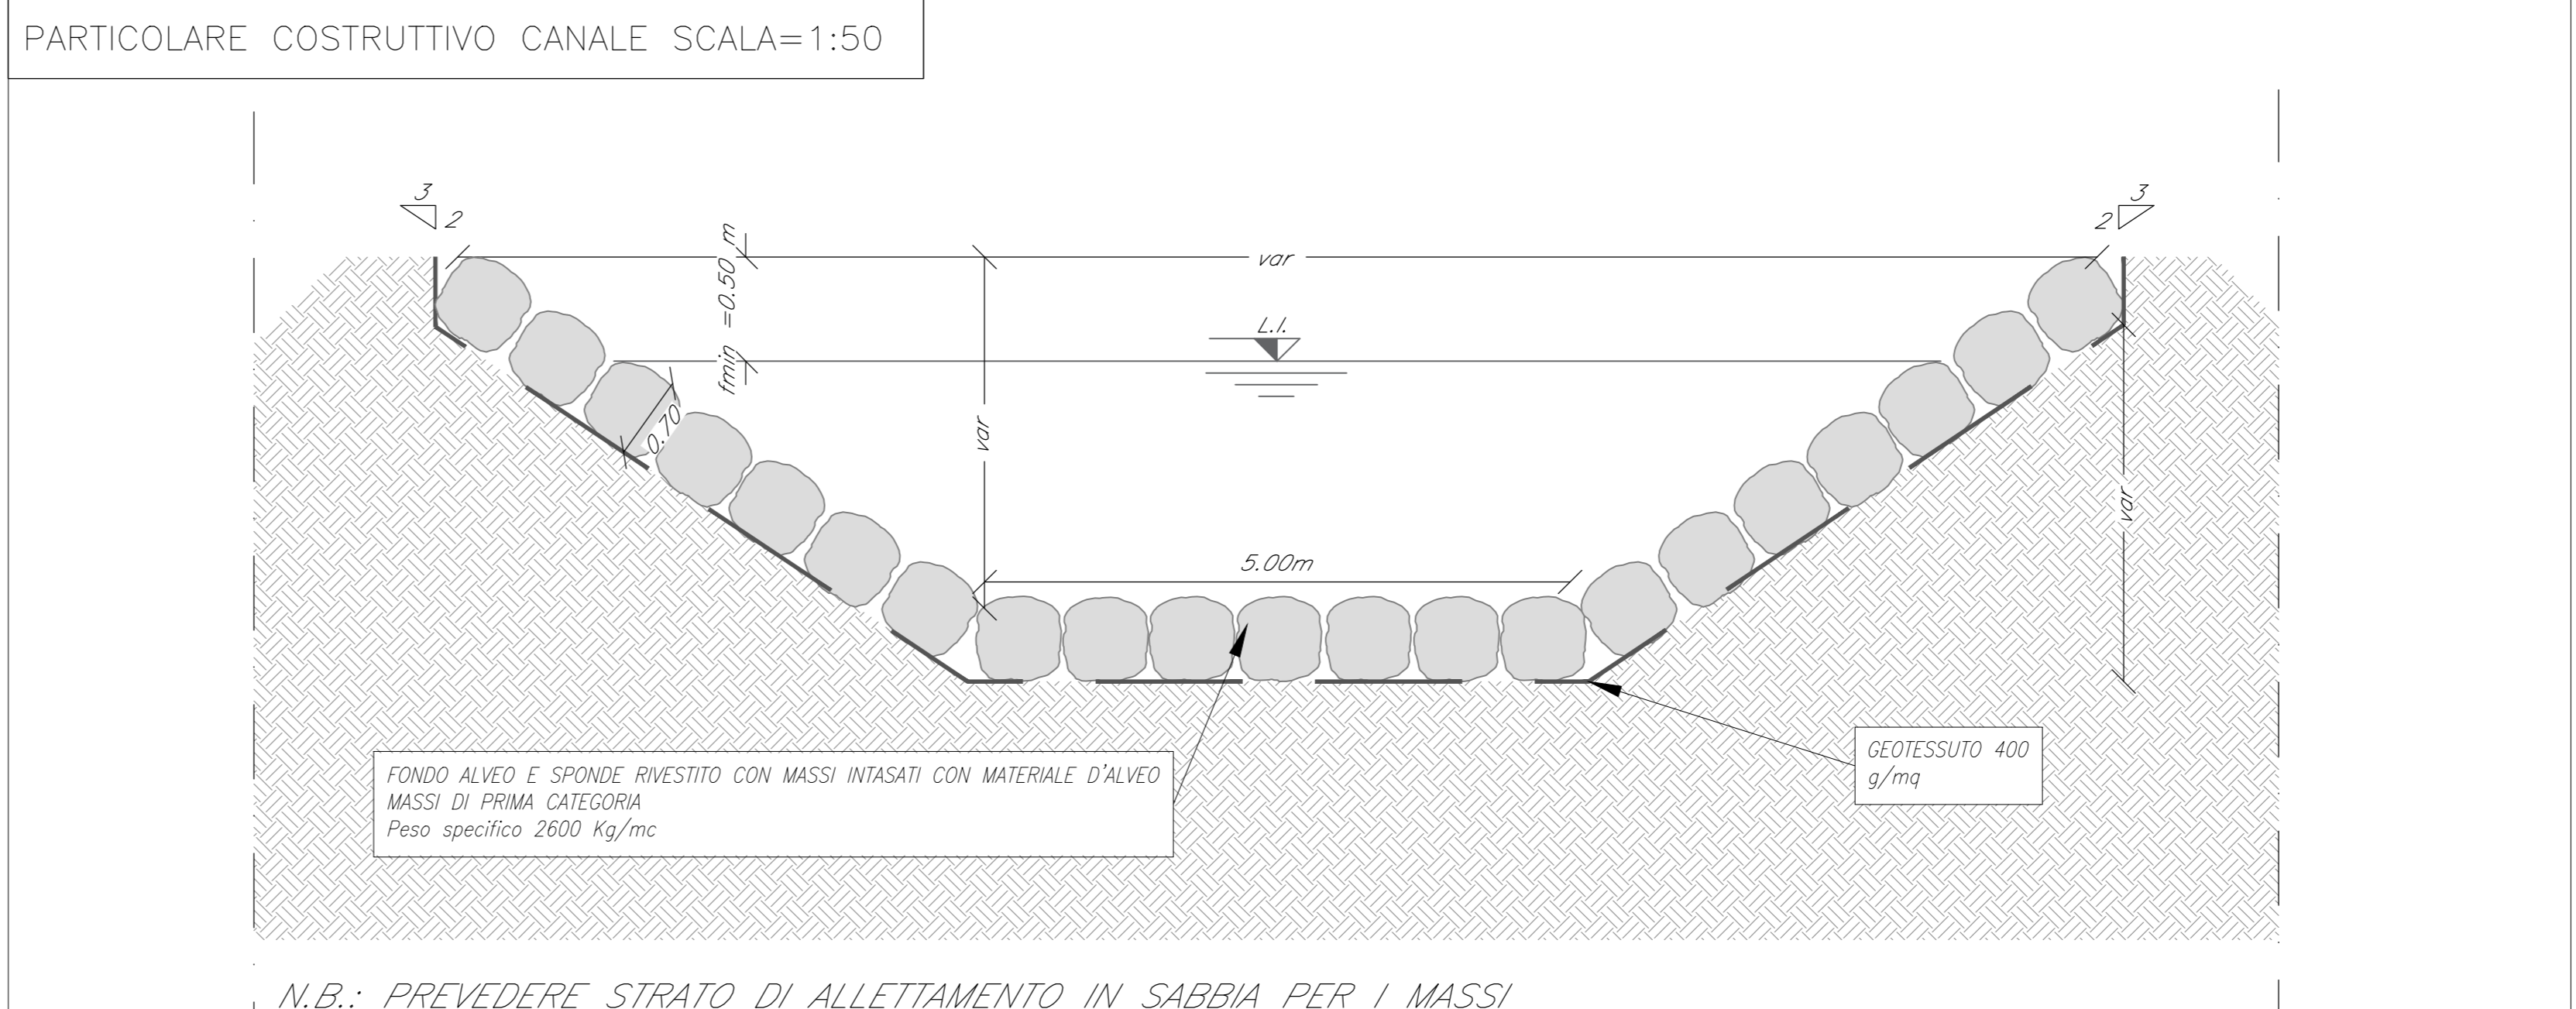 PARTICOLARE COSTRUTTIVO CANALE SCALA=1:50
3
2
3
2
fmin =0.50 m
var
L.I.
0.70
var
var
5.00m
FONDO ALVEO E SPONDE RIVESTITO CON MASSI INTASATI CON MATERIALE D'ALVEO
MASSI DI PRIMA CATEGORIA
Peso specifico 2600 Kg/mc
GEOTESSUTO 400
g/mq
N.B.: PREVEDERE STRATO DI ALLETTAMENTO IN SABBIA PER I MASSI